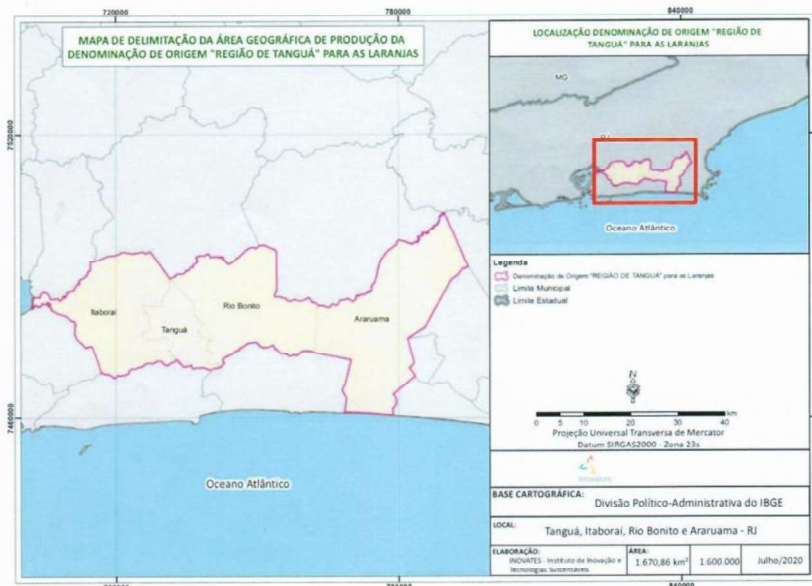 720000
780000
840000
MAPA DE DELIMITAÇÃO DA ÁREA GEOGRÁFICA DE PRODUÇÃO DA
DENOMINAÇÃO DE ORIGEM "REGIÃO DE TANGUÁ" PARA AS LARANJAS
7520000
7460000
Itaboraí
Tanguá
Rio Bonito
Araruama
Oceano Atlântico
LOCALIZAÇÃO DENOMINAÇÃO DE ORIGEM "REGIÃO DE
TANGUÁ" PARA AS LARANJAS
MG
RJ
Oceano Atlântico
Legenda
Denominação de Origem "REGIÃO DE TANGUÁ" para as Laranjas
Limite Municipal
Limite Estadual
N
0 5 10 20 30 40 km
Projeção Universal Transversa de Mercator
Datum SIRGAS2000 - Zona 23s
INOVATES
BASE CARTOGRÁFICA: Divisão Político-Administrativa do IBGE
LOCAL: Tanguá, Itaboraí, Rio Bonito e Araruama - RJ
ELABORAÇÃO:
INOVATES - Instituto de Inovação e
Tecnologias Sustentáveis
ÁREA:
1.670,86 km²
1:600.000
Julho/2020